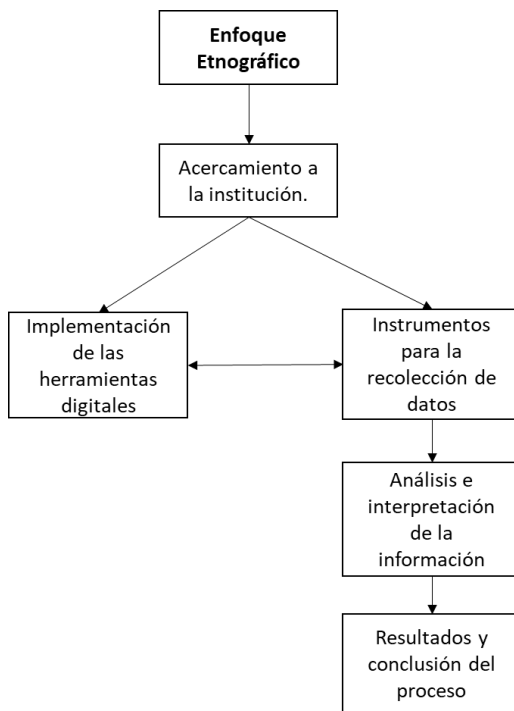 Enfoque
Etnográfico
Acercamiento a
la institución.
Implementación
de las
herramientas
digitales
Instrumentos
para la
recolección de
datos
Análisis e
interpretación
de la
información
Resultados y
conclusión del
proceso